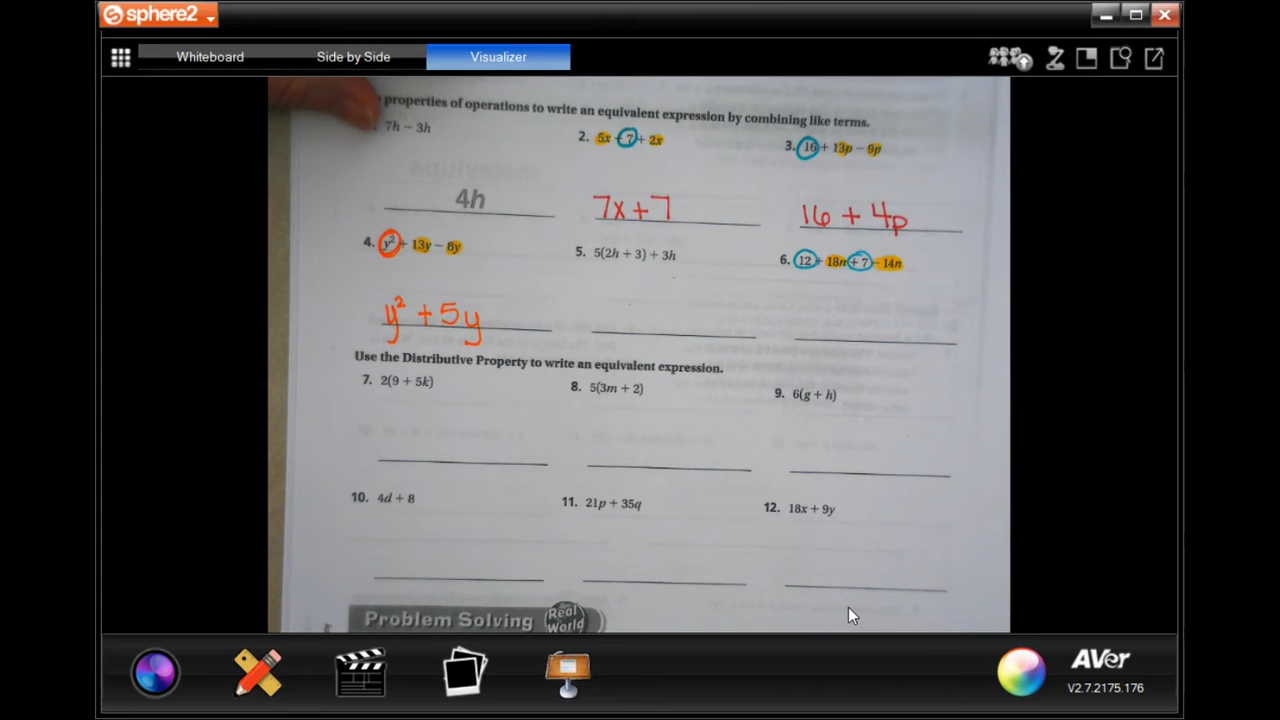 sphere2
Whiteboard Side by Side Visualizer
properties of operations to write an equivalent expression by combining like terms.
7h − 3h
2. 5x + 7 + 2x
3. 16 + 13p − 9p
4h
7x + 7
16 + 4p
4. y² + 13y − 8y
5. 5(2h + 3) + 3h
6. 12 + 18n + 7 − 14n
y² + 5y
Use the Distributive Property to write an equivalent expression.
7. 2(9 + 5k)
8. 5(3m + 2)
9. 6(g + h)
10. 4d + 8
11. 21p + 35q
12. 18x + 9y
Problem Solving Real World
AVer
V2.7.2175.176